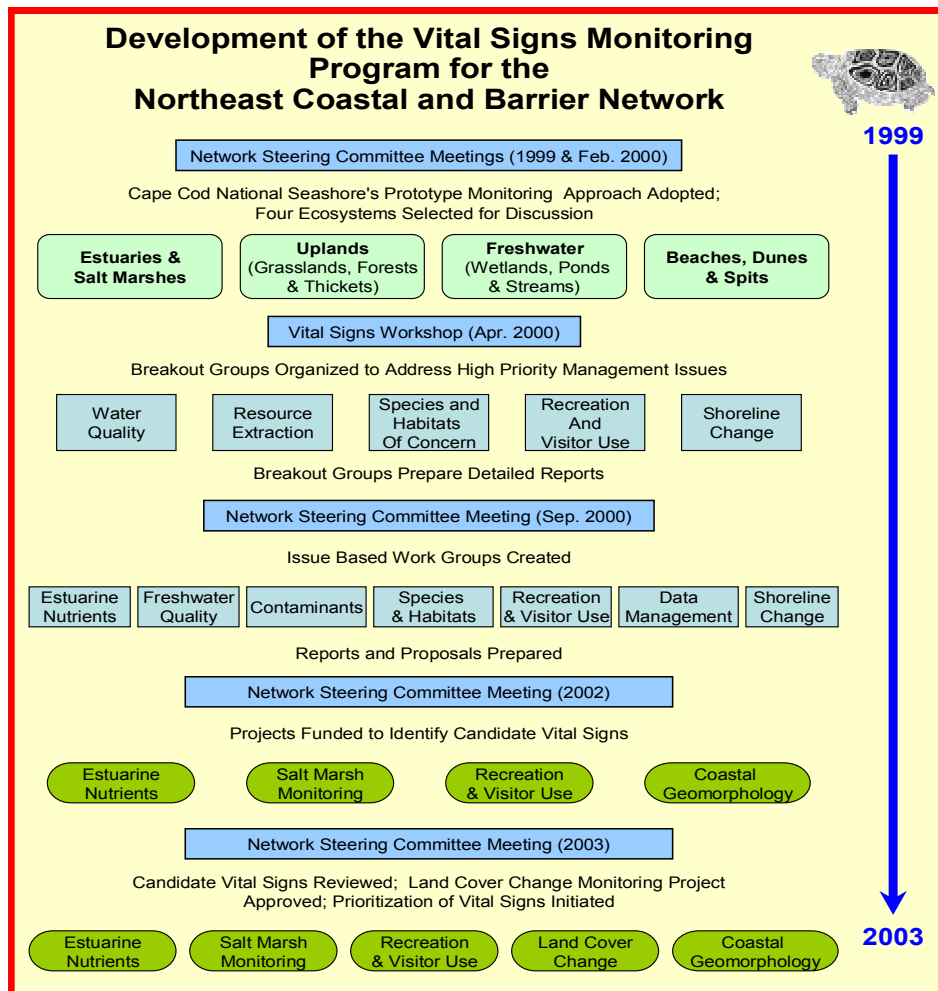 Development of the Vital Signs Monitoring
Program for the
Northeast Coastal and Barrier Network
1999
Network Steering Committee Meetings (1999 & Feb. 2000)
Cape Cod National Seashore's Prototype Monitoring Approach Adopted;
Four Ecosystems Selected for Discussion
Estuaries &
Salt Marshes
Uplands
(Grasslands, Forests
& Thickets)
Freshwater
(Wetlands, Ponds
& Streams)
Beaches, Dunes
& Spits
Vital Signs Workshop (Apr. 2000)
Breakout Groups Organized to Address High Priority Management Issues
Water
Quality
Resource
Extraction
Species and
Habitats
Of Concern
Recreation
And
Visitor Use
Shoreline
Change
Breakout Groups Prepare Detailed Reports
Network Steering Committee Meeting (Sep. 2000)
Issue Based Work Groups Created
Estuarine
Nutrients
Freshwater
Quality
Contaminants
Species
& Habitats
Recreation
& Visitor Use
Data
Management
Shoreline
Change
Reports and Proposals Prepared
Network Steering Committee Meeting (2002)
Projects Funded to Identify Candidate Vital Signs
Estuarine
Nutrients
Salt Marsh
Monitoring
Recreation
& Visitor Use
Coastal
Geomorphology
Network Steering Committee Meeting (2003)
Candidate Vital Signs Reviewed; Land Cover Change Monitoring Project
Approved; Prioritization of Vital Signs Initiated
Estuarine
Nutrients
Salt Marsh
Monitoring
Recreation
& Visitor Use
Land Cover
Change
Coastal
Geomorphology
2003